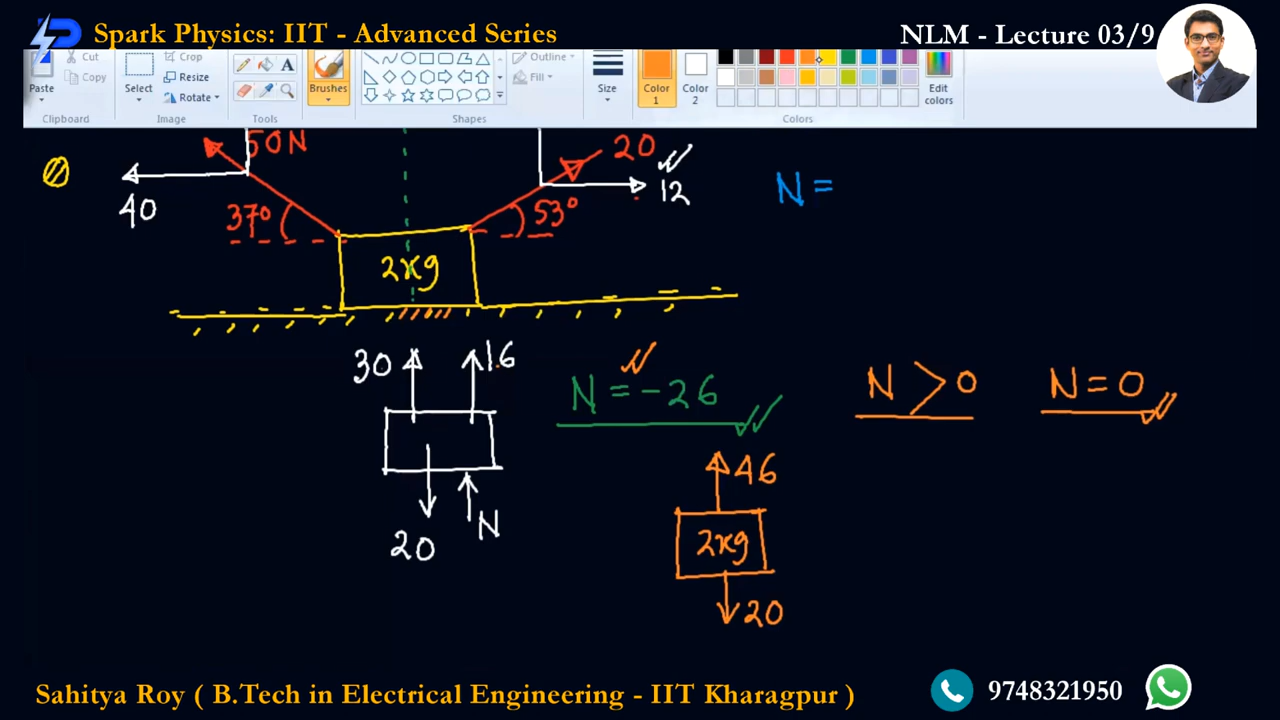 Spark Physics: IIT - Advanced Series
NLM - Lecture 03/9
Paste
Cut
Copy
Clipboard
Select
Crop
Resize
Rotate
Image
Tools
Brushes
Outline
Fill
Shapes
Size
Color 1
Color 2
Edit colors
Colors
50N
20
40
12
N =
37°
53°
2kg
30
16
N = -26
N > 0
N = 0
46
20
N
2kg
20
Sahitya Roy ( B.Tech in Electrical Engineering - IIT Kharagpur )
9748321950